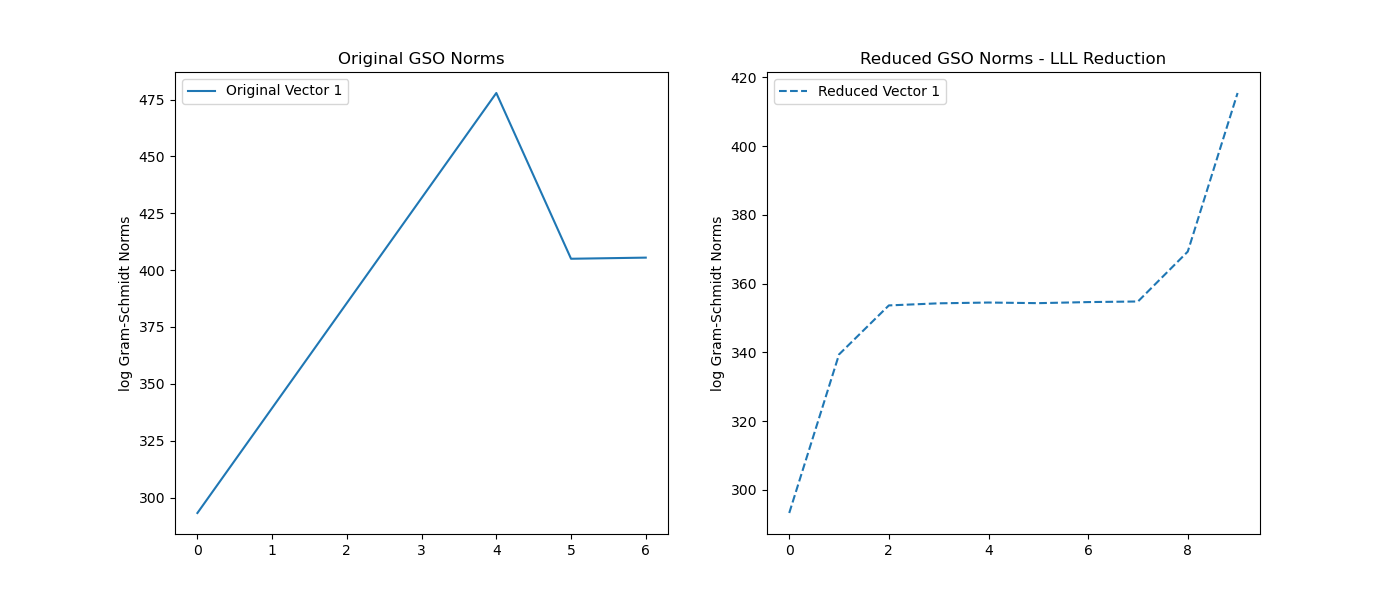 Original GSO Norms
Original Vector 1
log Gram-Schmidt Norms
475
450
425
400
375
350
325
300
0 1 2 3 4 5 6
Reduced GSO Norms - LLL Reduction
Reduced Vector 1
log Gram-Schmidt Norms
420
400
380
360
340
320
300
0 2 4 6 8